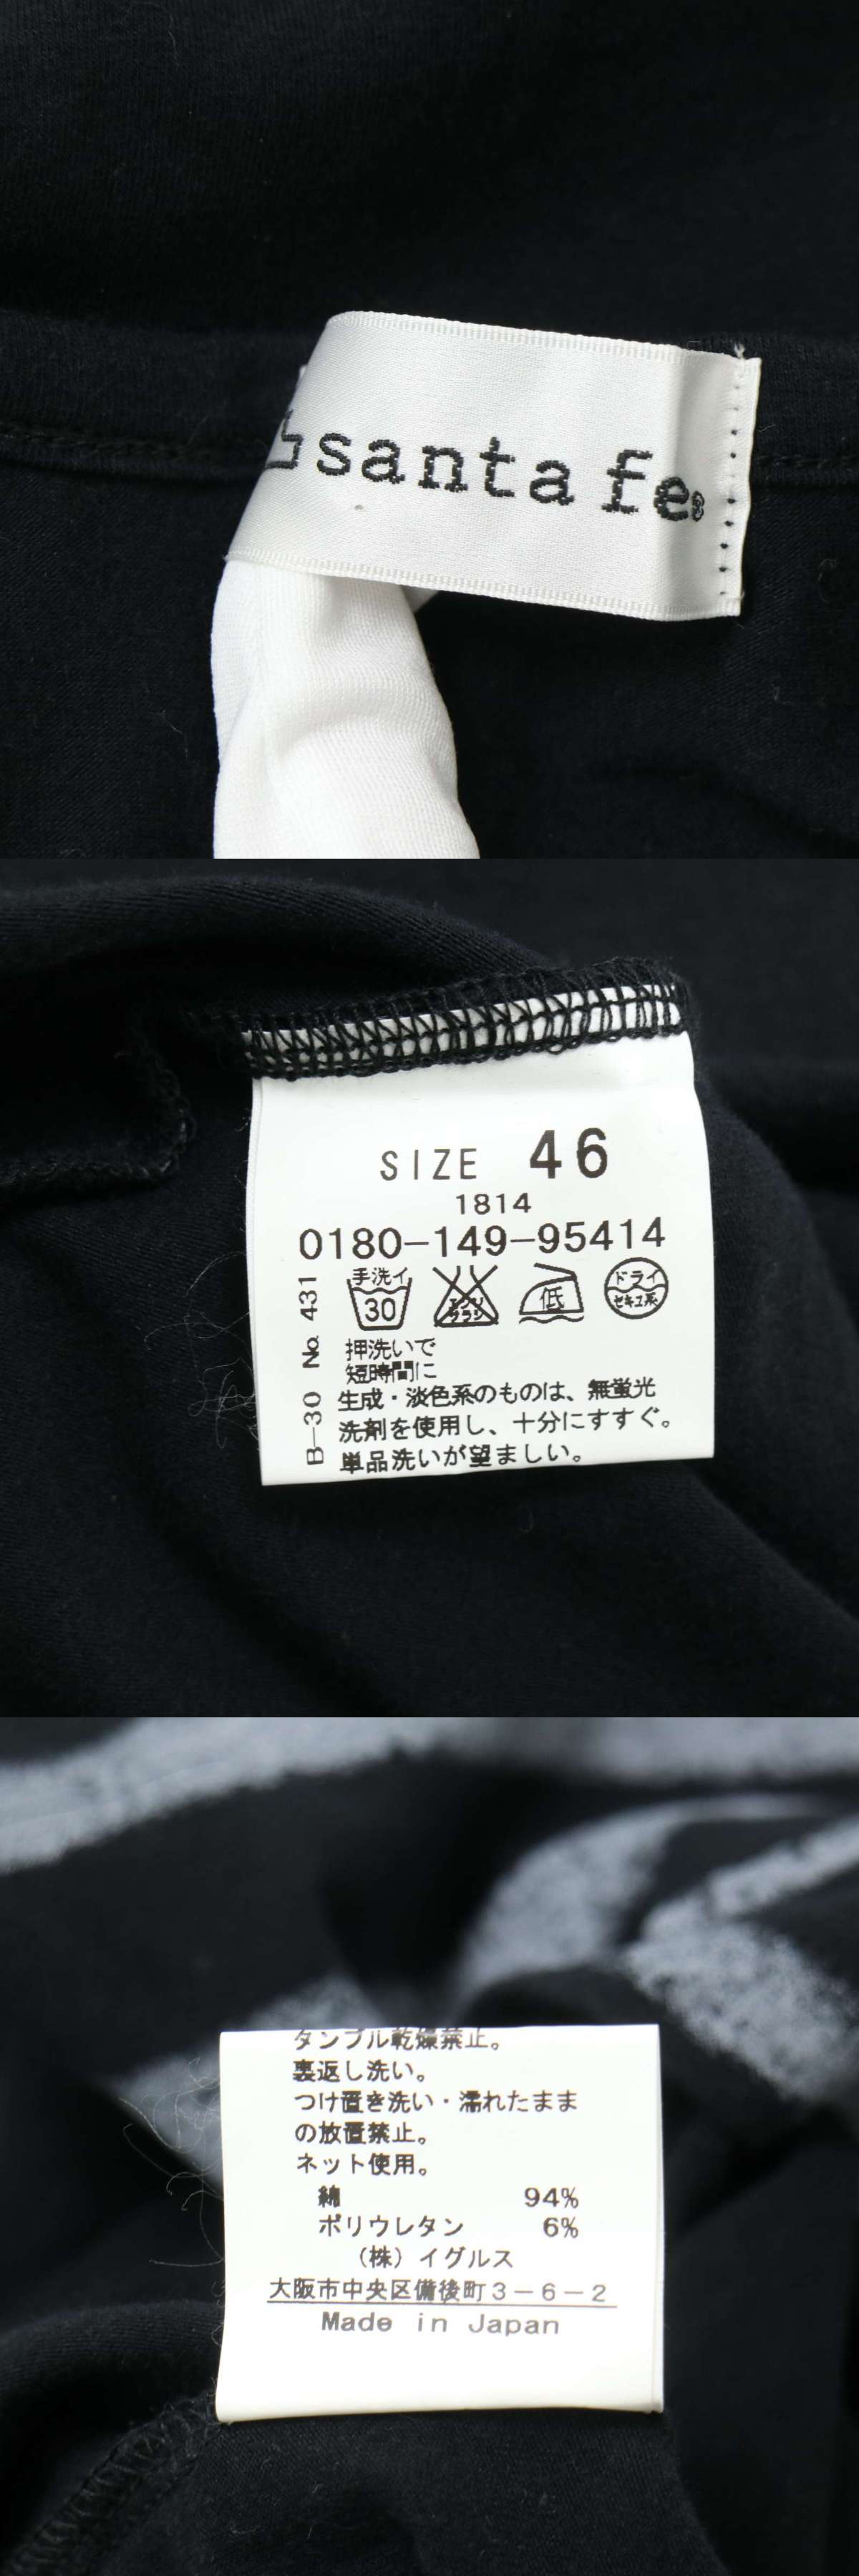 santa fe®
SIZE 46
1814
0180-149-95414
手洗イ
30
エンソ
サラシ
低
ドライ
セキユ系
B-30 No. 431
押洗いで
短時間に
生成・淡色系のものは、無蛍光
洗剤を使用し、十分にすすぐ。
単品洗いが望ましい。
タンブル乾燥禁止。
裏返し洗い。
つけ置き洗い・濡れたまま
の放置禁止。
ネット使用。
綿 94%
ポリウレタン 6%
(株)イグルス
大阪市中央区備後町3-6-2
Made in Japan